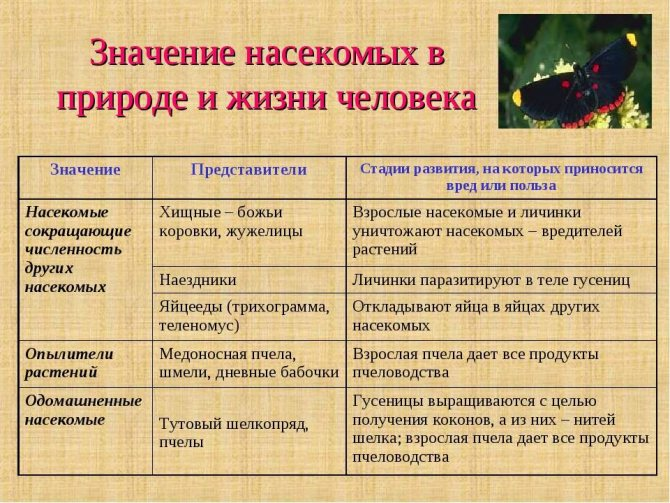 Значение насекомых в
природе и жизни человека
Значение
Представители
Стадии развития, на которых приносится
вред или польза
Насекомые
сокращающие
численность
других
насекомых
Хищные – божьи
коровки, жужелицы
Взрослые насекомые и личинки
уничтожают насекомых – вредителей
растений
Наездники
Личинки паразитируют в теле гусениц
Яйцееды (трихограмма,
теленомус)
Откладывают яйца в яйцах других
насекомых
Опылители
растений
Медоносная пчела,
шмели, дневные бабочки
Взрослая пчела дает все продукты
пчеловодства
Одомашненные
насекомые
Тутовый шелкопряд,
пчелы
Гусеницы выращиваются с целью
получения коконов, а из них – нитей
шелка; взрослая пчела дает все продукты
пчеловодства